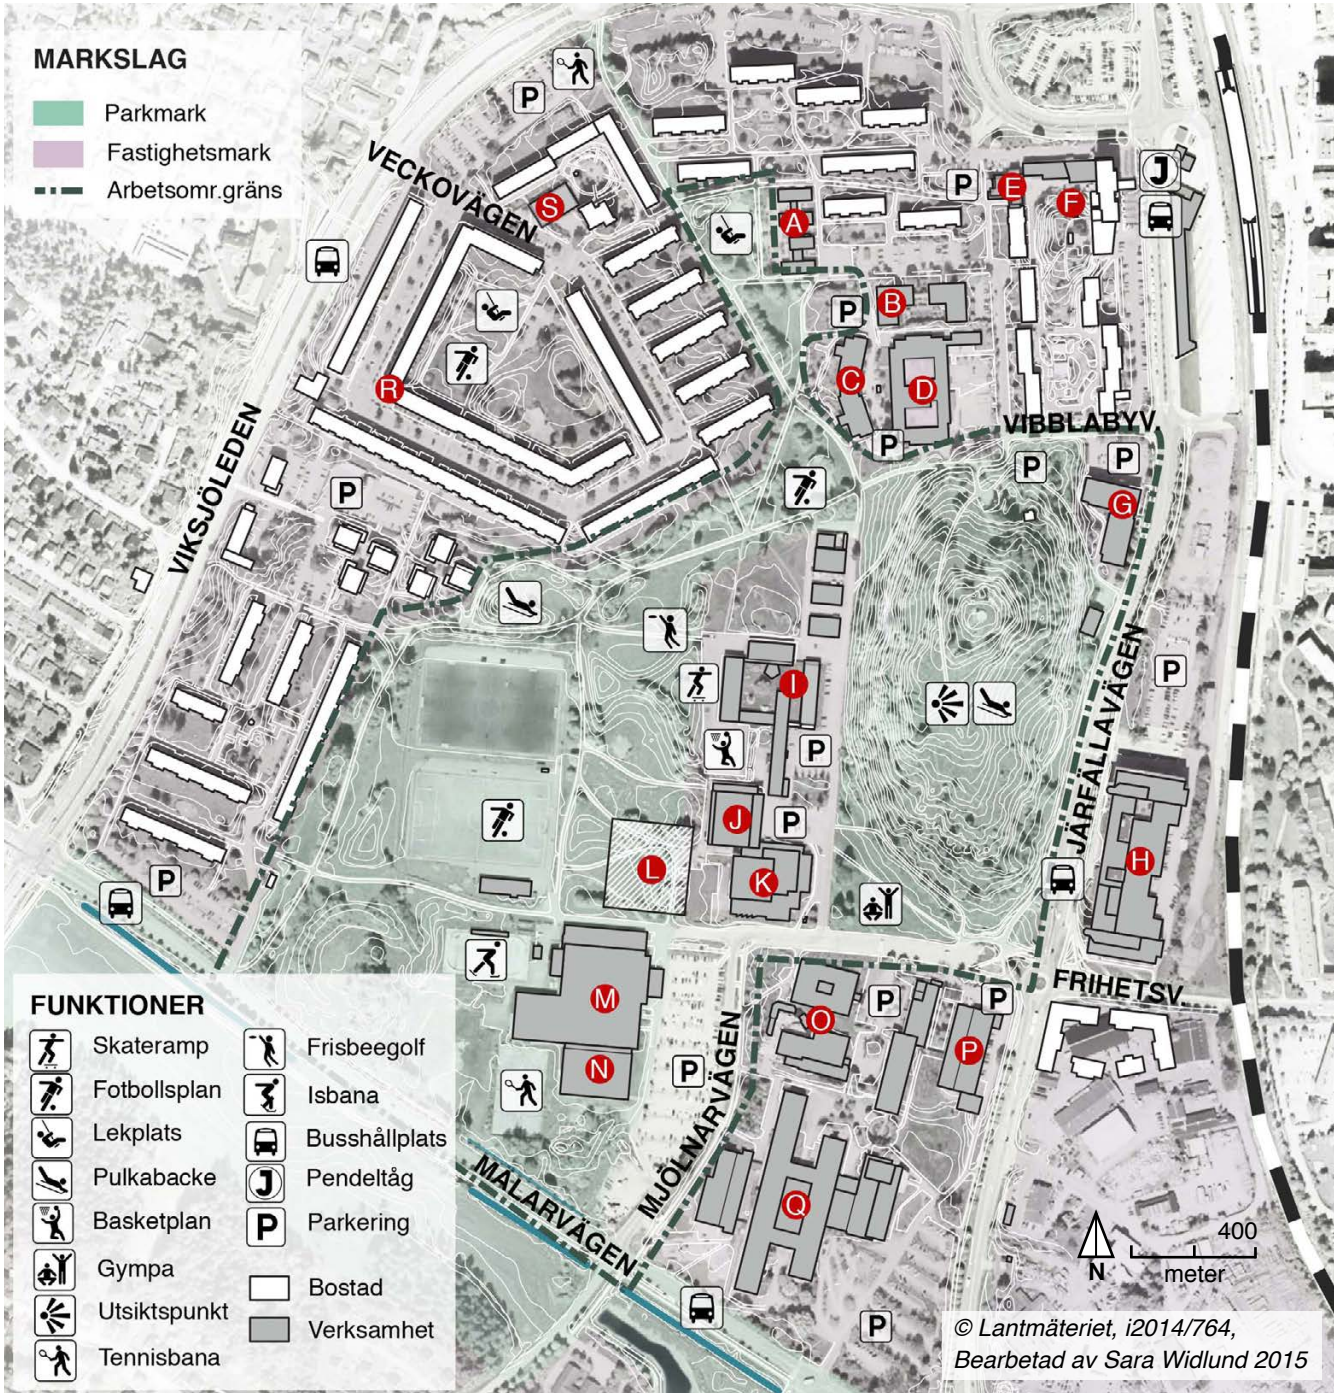 MARKSLAG
Parkmark
Fastighetsmark
Arbetsomr.gräns
P
VECKOVÄGEN
S
A
P
E
F
J
B
P
R
C
D
VIBBLABYV.
P
P
P
G
P
VIKSJÖLEDEN
I
P
P
JÄRFÄLLAVÄGEN
J
P
L
K
H
P
FRIHETSV.
M
O
P
P
N
P
P
MJÖLNARVÄGEN
MÄLARVÄGEN
Q
P
FUNKTIONER
Skateramp
Frisbeegolf
Fotbollsplan
Isbana
Lekplats
Busshållplats
Pulkabacke
J
Pendeltåg
Basketplan
P
Parkering
Gympa
Utsiktspunkt
Bostad
Tennisbana
Verksamhet
400
N
meter
© Lantmäteriet, i2014/764,
Bearbetad av Sara Widlund 2015